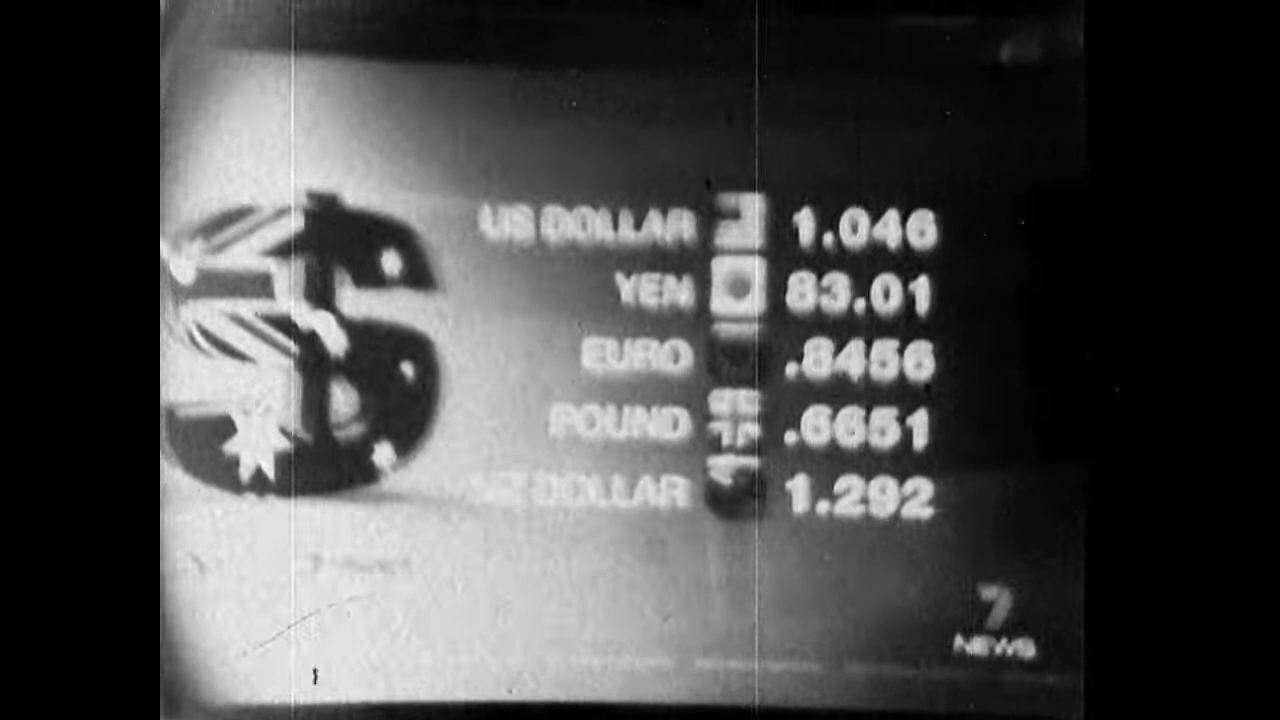 US DOLLAR 1.046
YEN 83.01
EURO .8456
POUND .6651
DOLLAR 1.292
7
NEWS